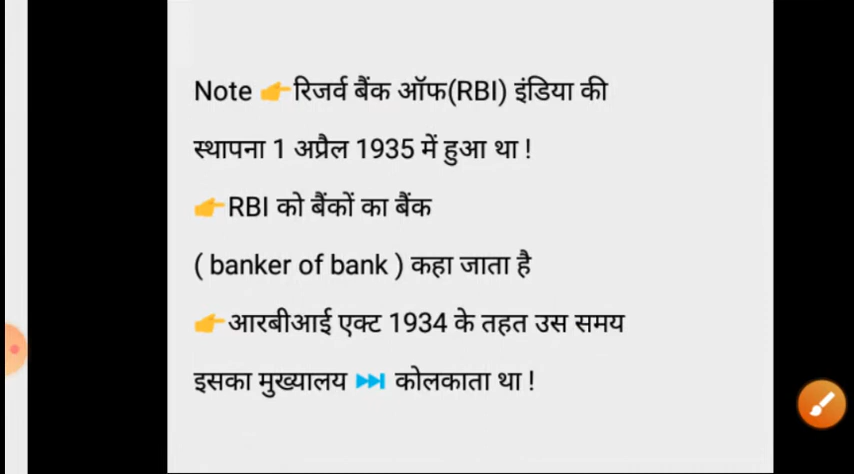 Note 👉रिजर्व बैंक ऑफ(RBI) इंडिया की
स्थापना 1 अप्रैल 1935 में हुआ था !
👉RBI को बैंकों का बैंक
( banker of bank ) कहा जाता है
👉आरबीआई एक्ट 1934 के तहत उस समय
इसका मुख्यालय ⏭ कोलकाता था !